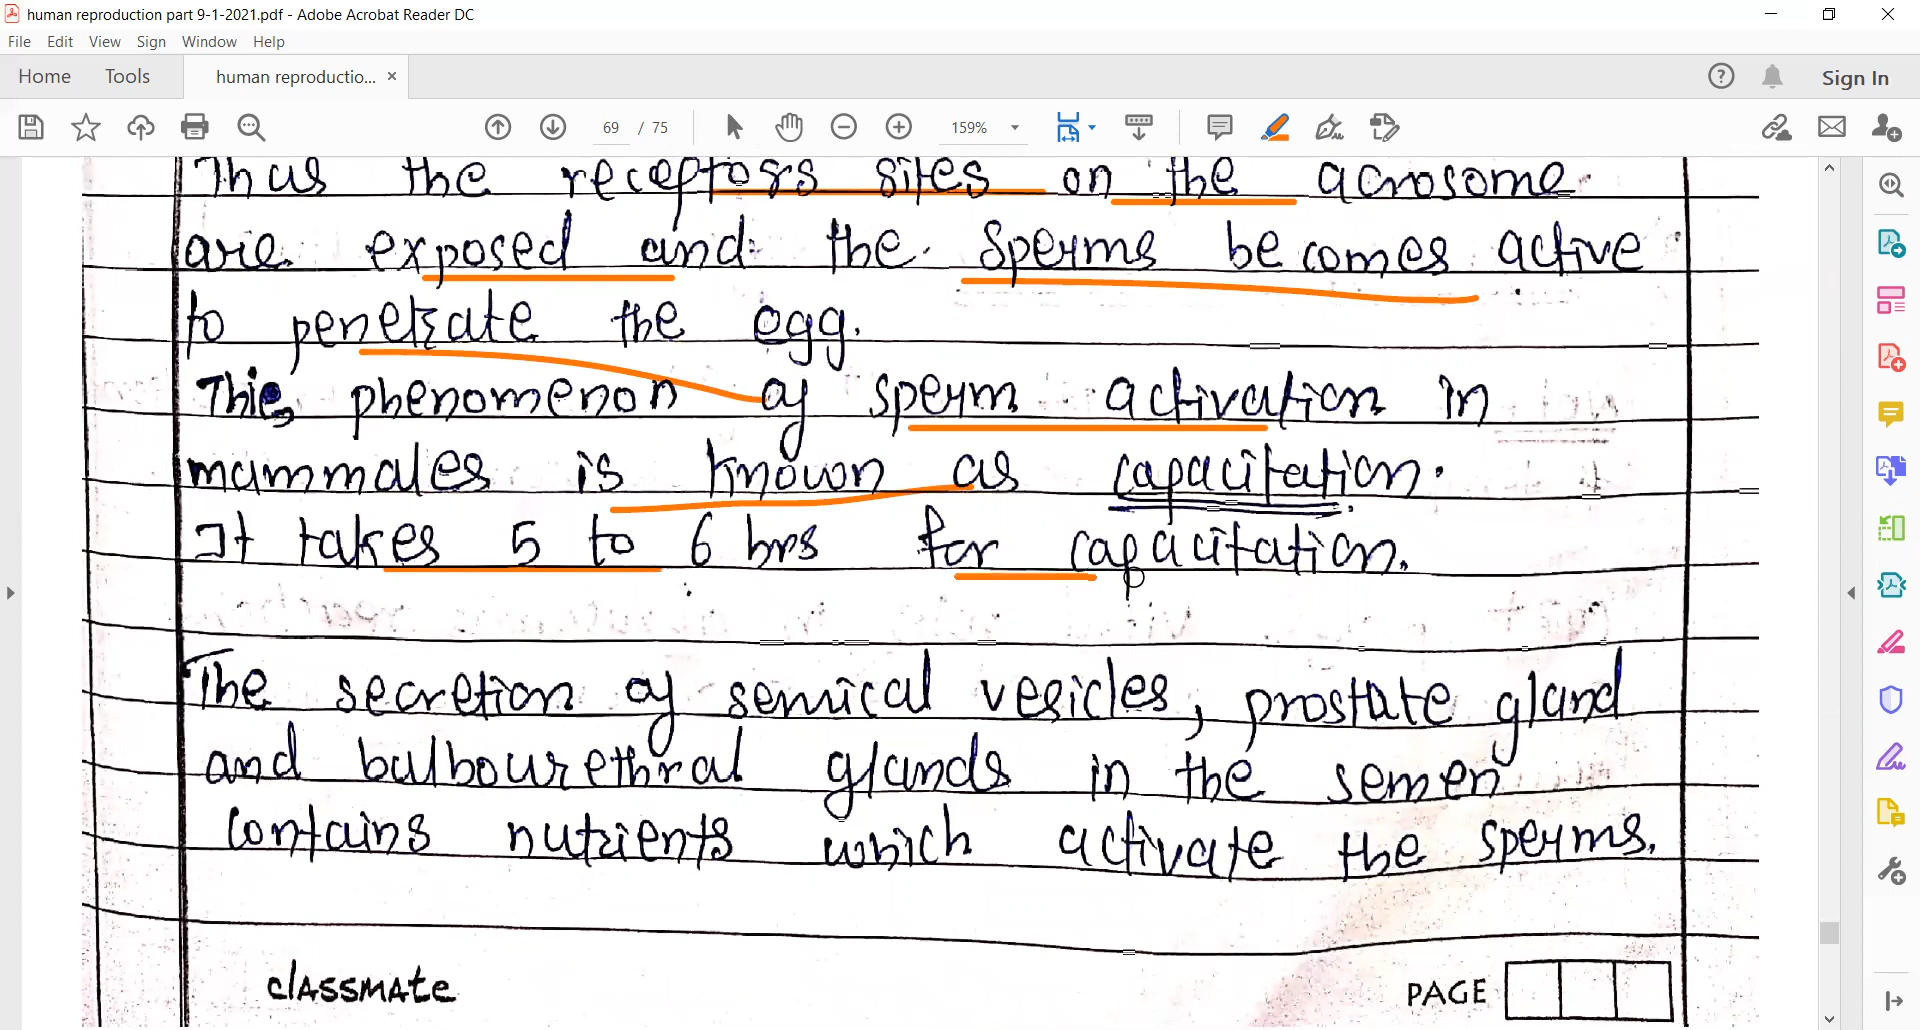 human reproduction part 9-1-2021.pdf - Adobe Acrobat Reader DC
File Edit View Sign Window Help
Home Tools human reproductio... × Sign In
69 / 75 159%
Thus the receptors sites on the acrosome
are exposed and the sperms becomes active
to penetrate the egg.
This phenomenon of sperm activation in
mammales is known as capacitation.
It takes 5 to 6 hrs for capacitation.
The secretion of semical vesicles, prostate gland
and bulbourethral glands in the semen
contains nutrients which activate the sperms.
classmate PAGE